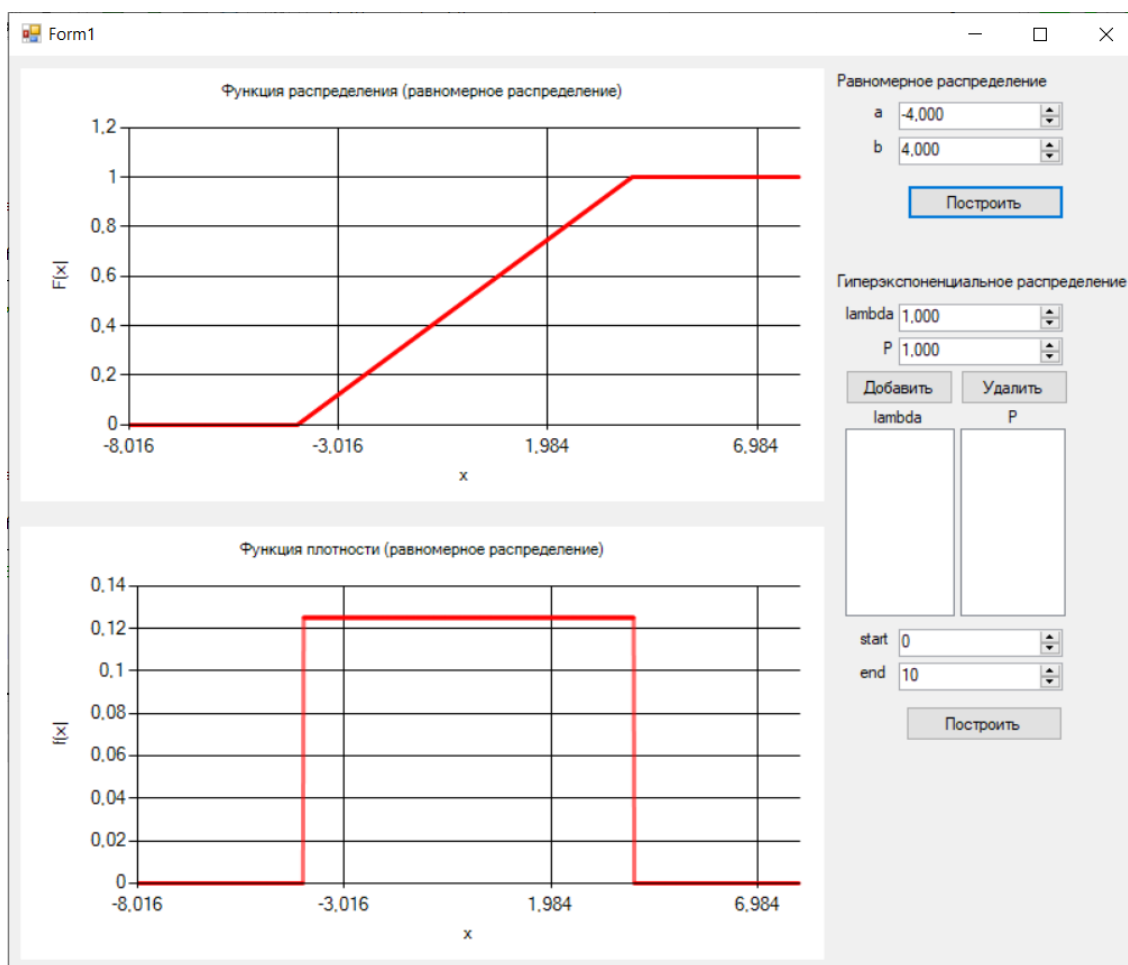 Form1
Функция распределения (равномерное распределение)
1,2
1
0,8
0,6
0,4
0,2
0
F(x)
-8,016 -3,016 1,984 6,984
x
Функция плотности (равномерное распределение)
0,14
0,12
0,1
0,08
0,06
0,04
0,02
0
f(x)
-8,016 -3,016 1,984 6,984
x
Равномерное распределение
a -4,000
b 4,000
Построить
Гиперэкспоненциальное распределение
lambda 1,000
P 1,000
Добавить Удалить
lambda P
start 0
end 10
Построить